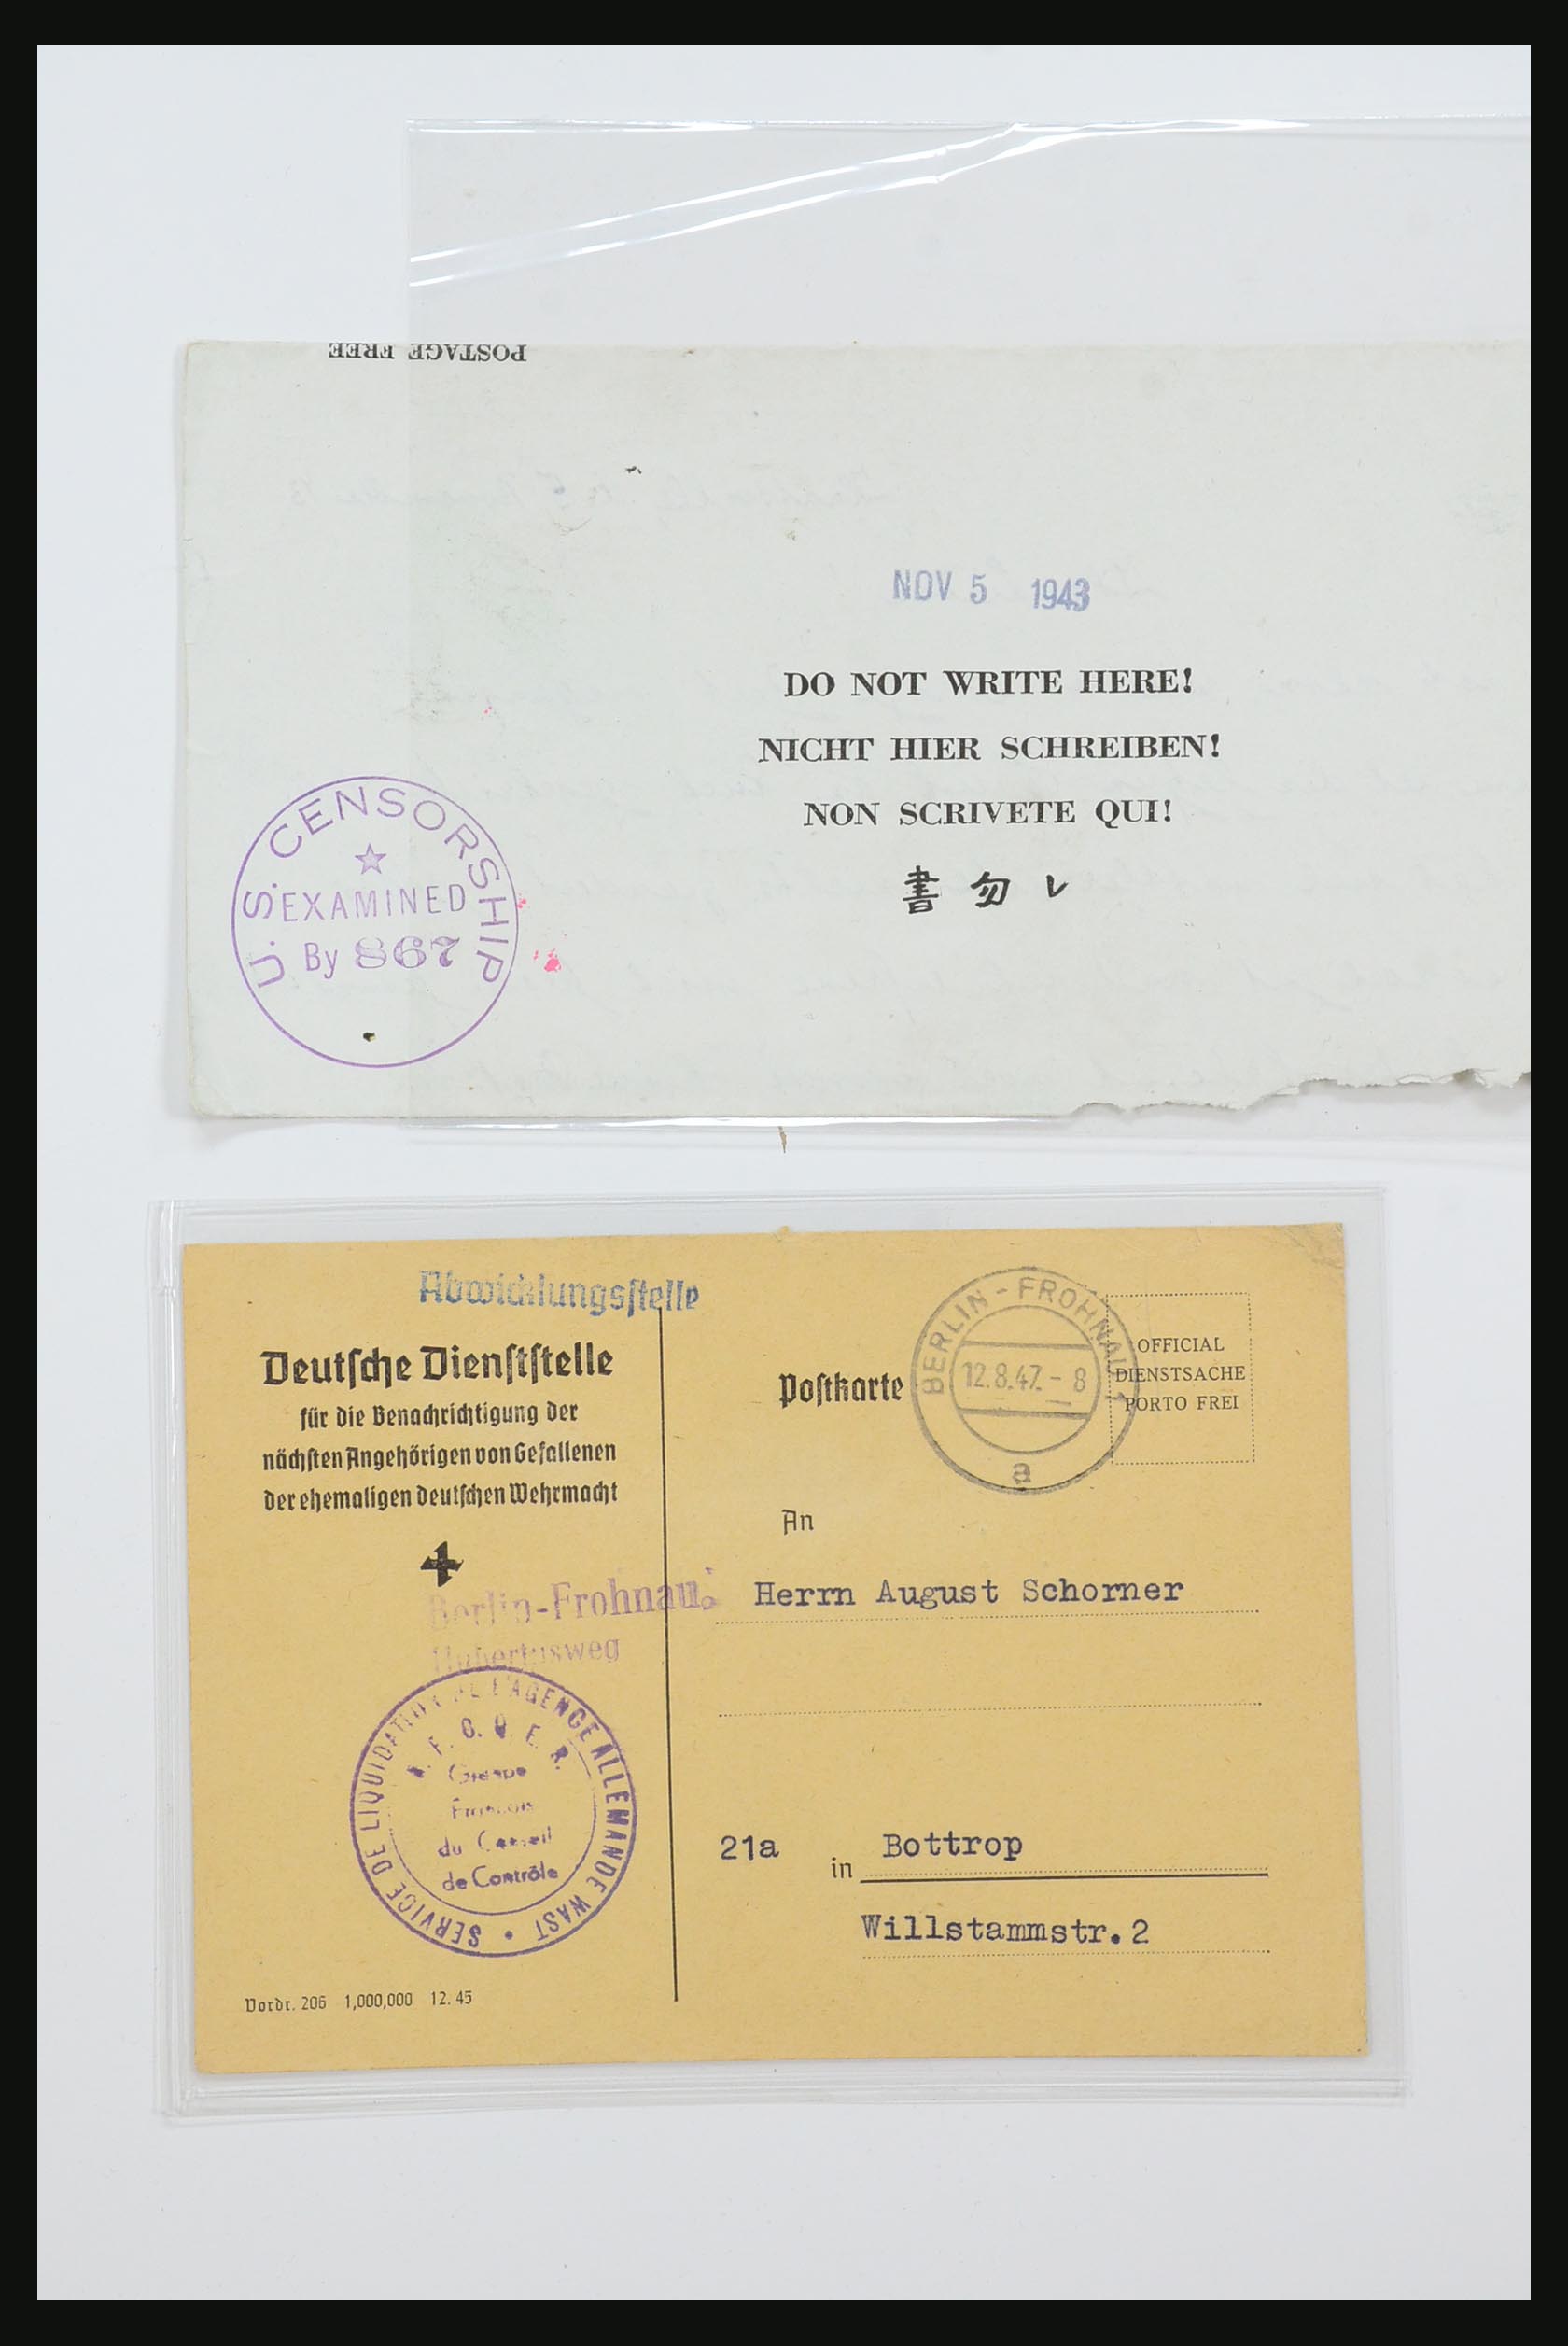 POSTAGE FREE
NOV 5 1943
DO NOT WRITE HERE!
NICHT HIER SCHREIBEN!
NON SCRIVETE QUI!
書勿レ
U.S. CENSORSHIP
EXAMINED
By 867
Abwicklungsstelle
Deutsche Dienststelle
für die Benachrichtigung der
nächsten Angehörigen von Gefallenen
der ehemaligen deutschen Wehrmacht
Berlin-Frohnau
Hubertusweg
SERVICE DE LIQUIDATION DE L'AGENCE ALLEMANDE WAST
G. Q. E. R.
Groupe
Français
du Conseil
de Contrôle
Vordr. 206 1,000,000 12. 45
Postkarte
BERLIN-FROHNAU
12.8.47.-8
a
OFFICIAL
DIENSTSACHE
PORTO FREI
An
Herrn August Schorner
21a in Bottrop
Willstammstr.2